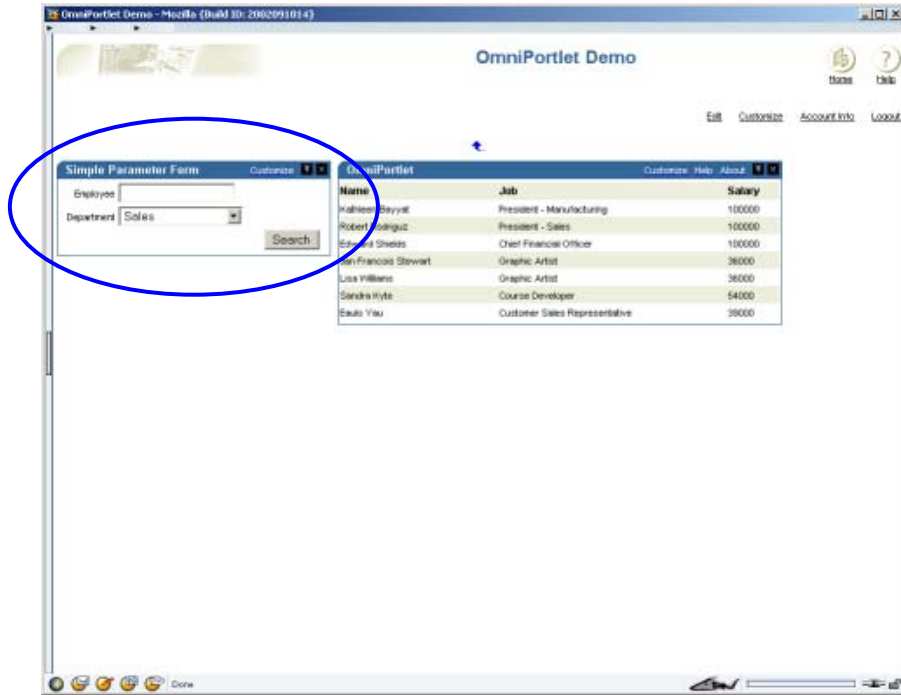 OmniPortlet Demo - Mozilla {Build ID: 2002091014}
OmniPortlet Demo
Home
Help
Edit Customize Account Info Logout
Simple Parameter Form Customize
Employee
Department Sales
Search
OmniPortlet Customize Help About
Name Job Salary
Kathleen Bayyat President - Manufacturing 100000
Robert Rodriguz President - Sales 100000
Edward Shields Chief Financial Officer 100000
Jan Francois Stewart Graphic Artist 36000
Lisa Williams Graphic Artist 36000
Sandra Kyte Course Developer 54000
Yau Customer Sales Representative 39000
Done